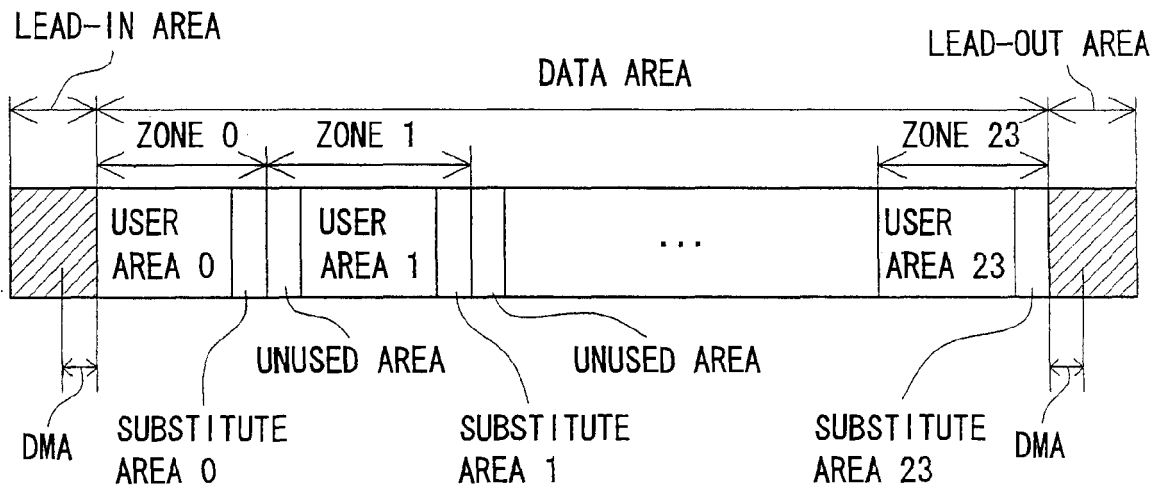 LEAD-IN AREA
LEAD-OUT AREA
DATA AREA
ZONE 0
ZONE 1
ZONE 23
USER
AREA 0
USER
AREA 1
...
USER
AREA 23
UNUSED AREA
UNUSED AREA
DMA
SUBSTITUTE
AREA 0
SUBSTITUTE
AREA 1
SUBSTITUTE
AREA 23
DMA